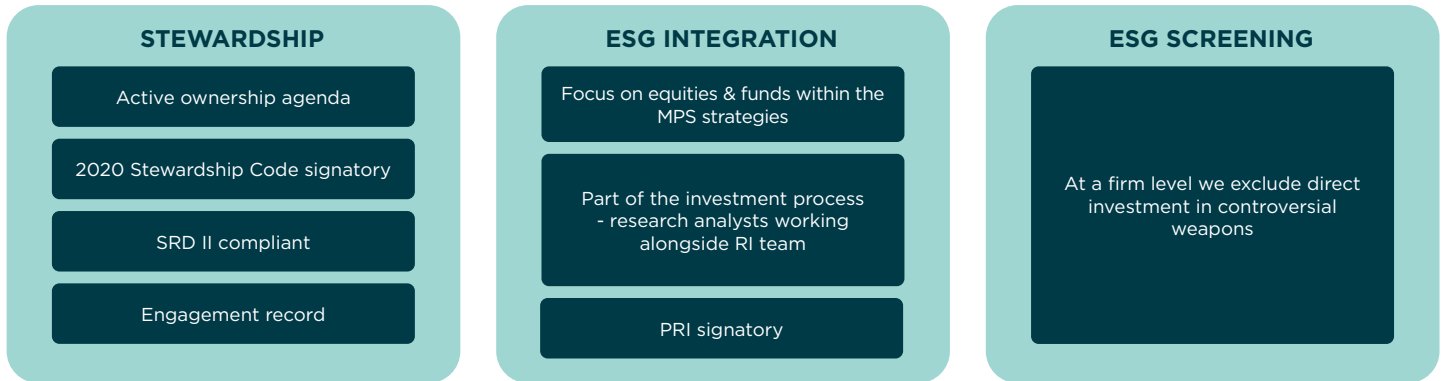 STEWARDSHIP
Active ownership agenda
2020 Stewardship Code signatory
SRD II compliant
Engagement record
ESG INTEGRATION
Focus on equities & funds within the
MPS strategies
Part of the investment process
- research analysts working
alongside RI team
PRI signatory
ESG SCREENING
At a firm level we exclude direct
investment in controversial
weapons